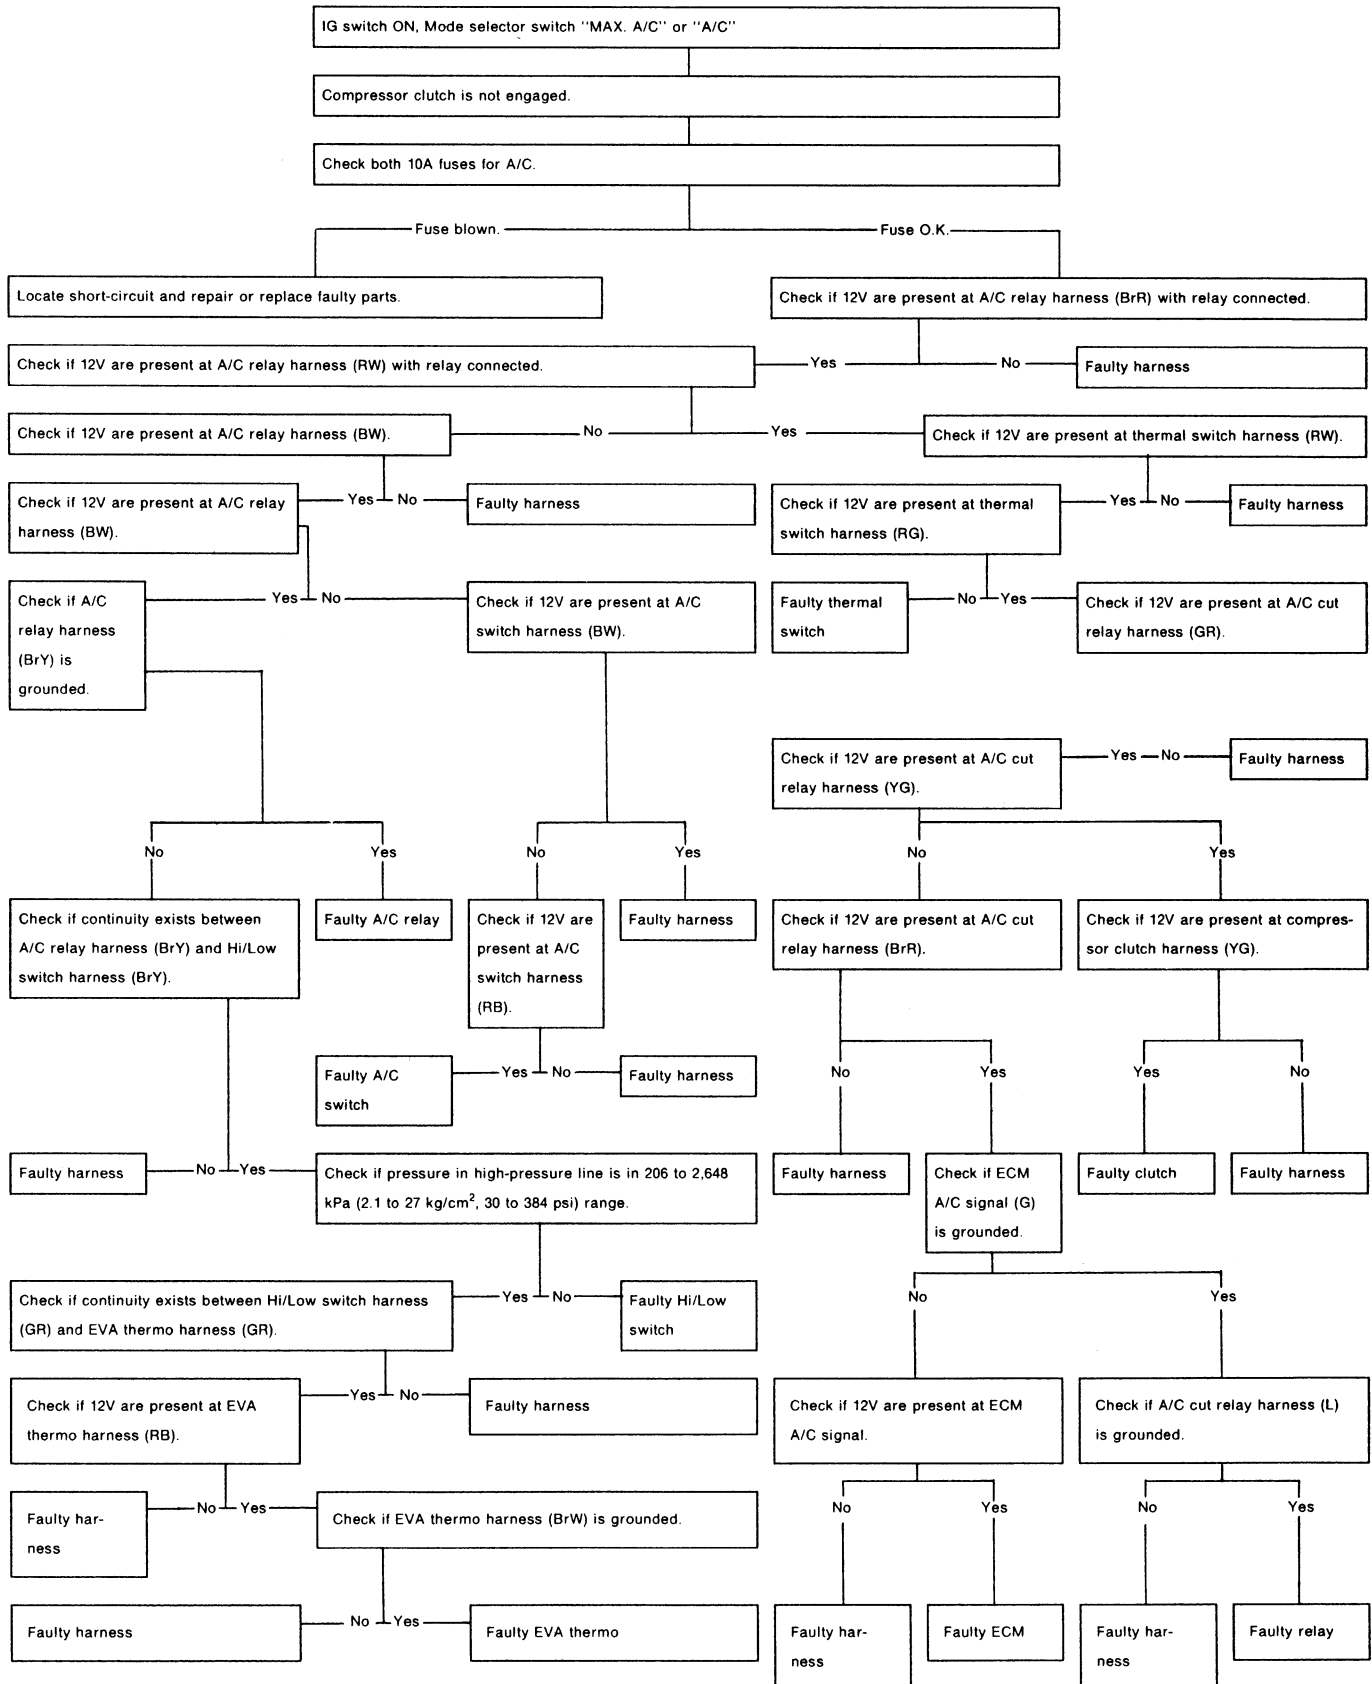 IG switch ON, Mode selector switch "MAX. A/C" or "A/C"
Compressor clutch is not engaged.
Check both 10A fuses for A/C.
Fuse blown.
Fuse O.K.
Locate short-circuit and repair or replace faulty parts.
Check if 12V are present at A/C relay harness (BrR) with relay connected.
Check if 12V are present at A/C relay harness (RW) with relay connected.
Yes
No
Faulty harness
Check if 12V are present at A/C relay harness (BW).
No
Yes
Check if 12V are present at thermal switch harness (RW).
Check if 12V are present at A/C relay
harness (BW).
Yes
No
Faulty harness
Check if 12V are present at thermal
switch harness (RG).
Yes
No
Faulty harness
Check if A/C
relay harness
(BrY) is
grounded.
Yes
No
Check if 12V are present at A/C
switch harness (BW).
Faulty thermal
switch
No
Yes
Check if 12V are present at A/C cut
relay harness (GR).
Check if 12V are present at A/C cut
relay harness (YG).
Yes
No
Faulty harness
No
Yes
No
Yes
No
Yes
Check if continuity exists between
A/C relay harness (BrY) and Hi/Low
switch harness (BrY).
Faulty A/C relay
Check if 12V are
present at A/C
switch harness
(RB).
Faulty harness
Check if 12V are present at A/C cut
relay harness (BrR).
Check if 12V are present at compres-
sor clutch harness (YG).
Faulty A/C
switch
Yes
No
Faulty harness
No
Yes
Yes
No
Faulty harness
No
Yes
Check if pressure in high-pressure line is in 206 to 2,648
kPa (2.1 to 27 kg/cm², 30 to 384 psi) range.
Faulty harness
Check if ECM
A/C signal (G)
is grounded.
Faulty clutch
Faulty harness
Check if continuity exists between Hi/Low switch harness
(GR) and EVA thermo harness (GR).
Yes
No
Faulty Hi/Low
switch
No
Yes
Check if 12V are present at EVA
thermo harness (RB).
Yes
No
Faulty harness
Check if 12V are present at ECM
A/C signal.
Check if A/C cut relay harness (L)
is grounded.
Faulty har-
ness
No
Yes
Check if EVA thermo harness (BrW) is grounded.
No
Yes
No
Yes
Faulty harness
No
Yes
Faulty EVA thermo
Faulty har-
ness
Faulty ECM
Faulty har-
ness
Faulty relay